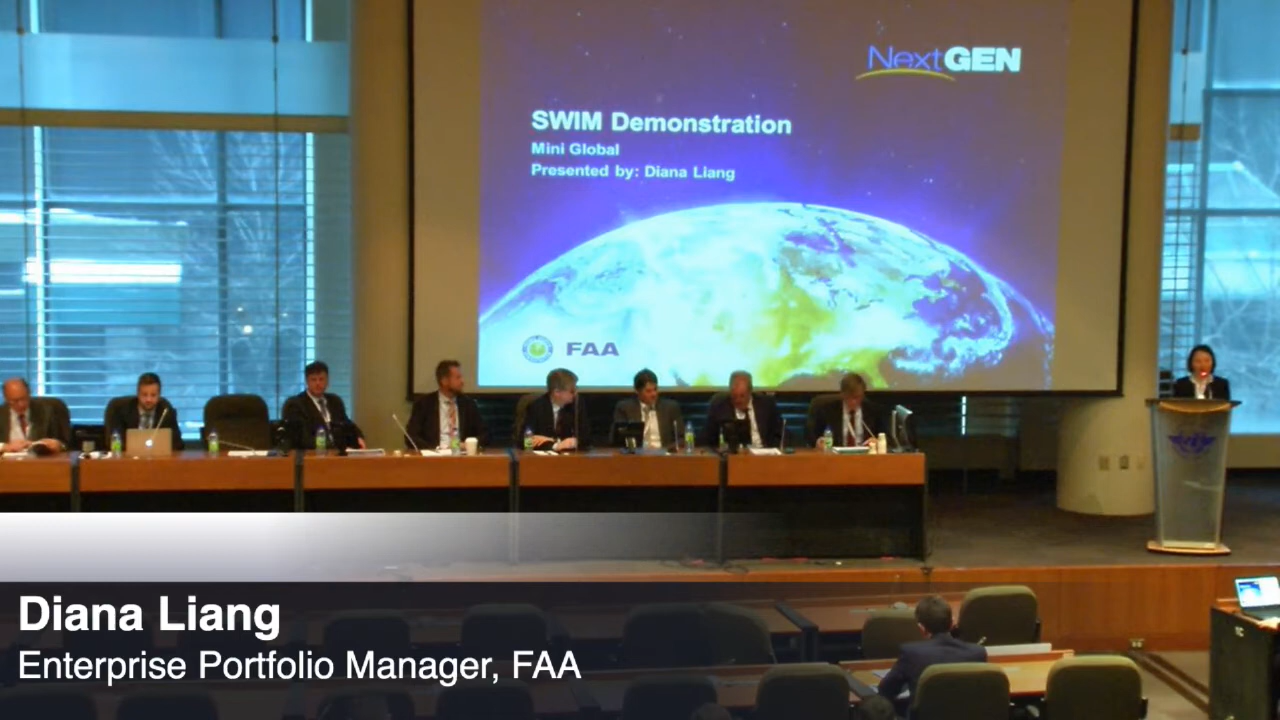 NextGEN
SWIM Demonstration
Mini Global
Presented by: Diana Liang
FAA
Diana Liang
Enterprise Portfolio Manager, FAA